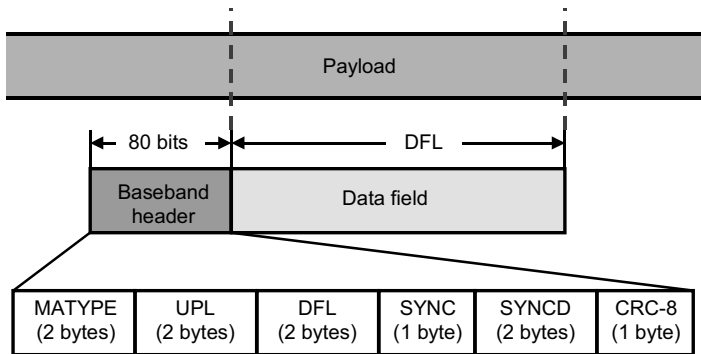 Payload
80 bits
DFL
Baseband
header
Data field
MATYPE
(2 bytes)
UPL
(2 bytes)
DFL
(2 bytes)
SYNC
(1 byte)
SYNCD
(2 bytes)
CRC-8
(1 byte)